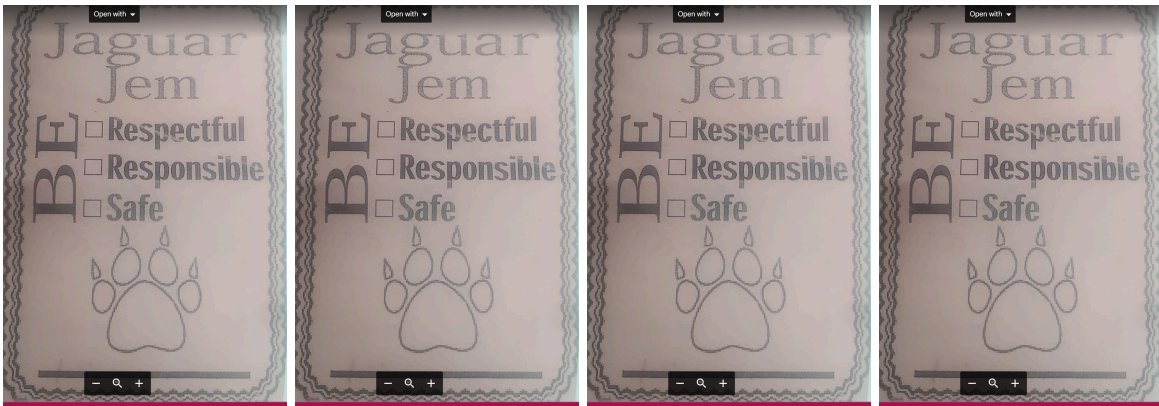 Open with
Jaguar
Jem
BE
Respectful
Responsible
Safe
Open with
Jaguar
Jem
BE
Respectful
Responsible
Safe
Open with
Jaguar
Jem
BE
Respectful
Responsible
Safe
Open with
Jaguar
Jem
BE
Respectful
Responsible
Safe